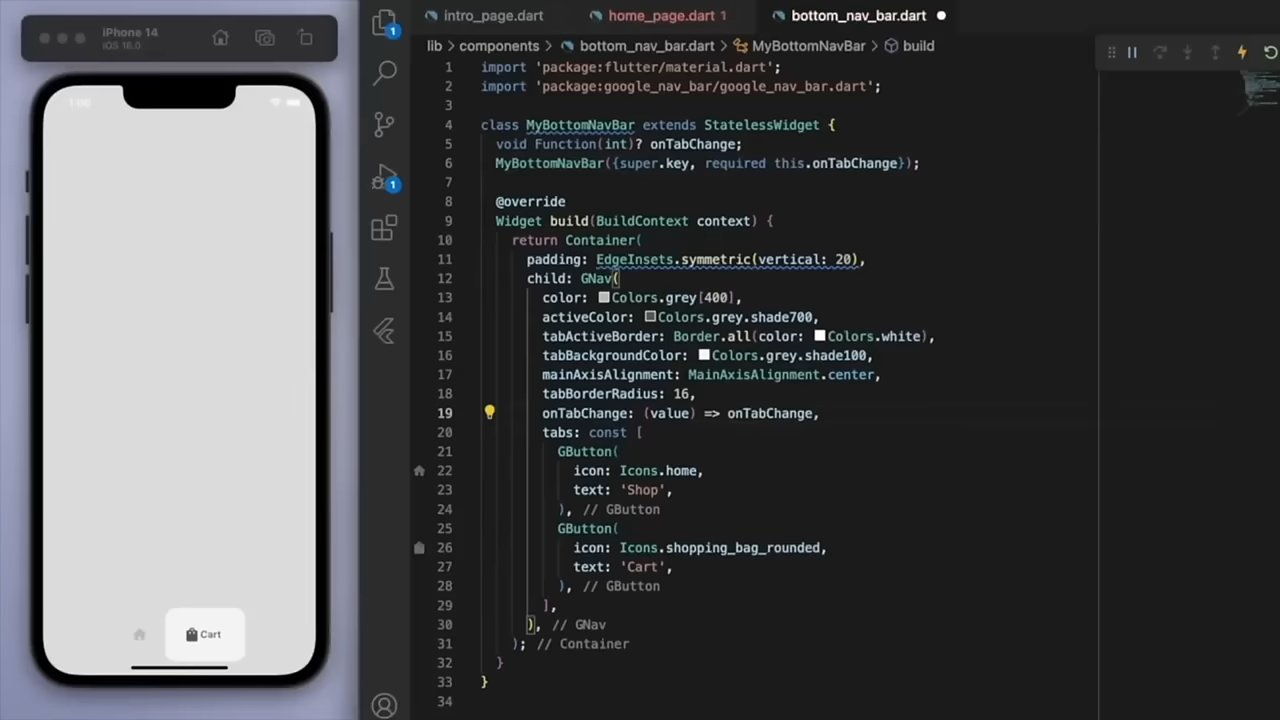 iPhone 14
iOS 16.0
Cart
1
1
intro_page.dart
home_page.dart 1
bottom_nav_bar.dart
lib > components > bottom_nav_bar.dart > MyBottomNavBar > build
1 import 'package:flutter/material.dart';
2 import 'package:google_nav_bar/google_nav_bar.dart';
3
4 class MyBottomNavBar extends StatelessWidget {
5 void Function(int)? onTabChange;
6 MyBottomNavBar({super.key, required this.onTabChange});
7
8 @override
9 Widget build(BuildContext context) {
10 return Container(
11 padding: EdgeInsets.symmetric(vertical: 20),
12 child: GNav(
13 color: Colors.grey[400],
14 activeColor: Colors.grey.shade700,
15 tabActiveBorder: Border.all(color: Colors.white),
16 tabBackgroundColor: Colors.grey.shade100,
17 mainAxisAlignment: MainAxisAlignment.center,
18 tabBorderRadius: 16,
19 onTabChange: (value) => onTabChange,
20 tabs: const [
21 GButton(
22 icon: Icons.home,
23 text: 'Shop',
24 ), // GButton
25 GButton(
26 icon: Icons.shopping_bag_rounded,
27 text: 'Cart',
28 ), // GButton
29 ],
30 ), // GNav
31 ); // Container
32 }
33 }
34